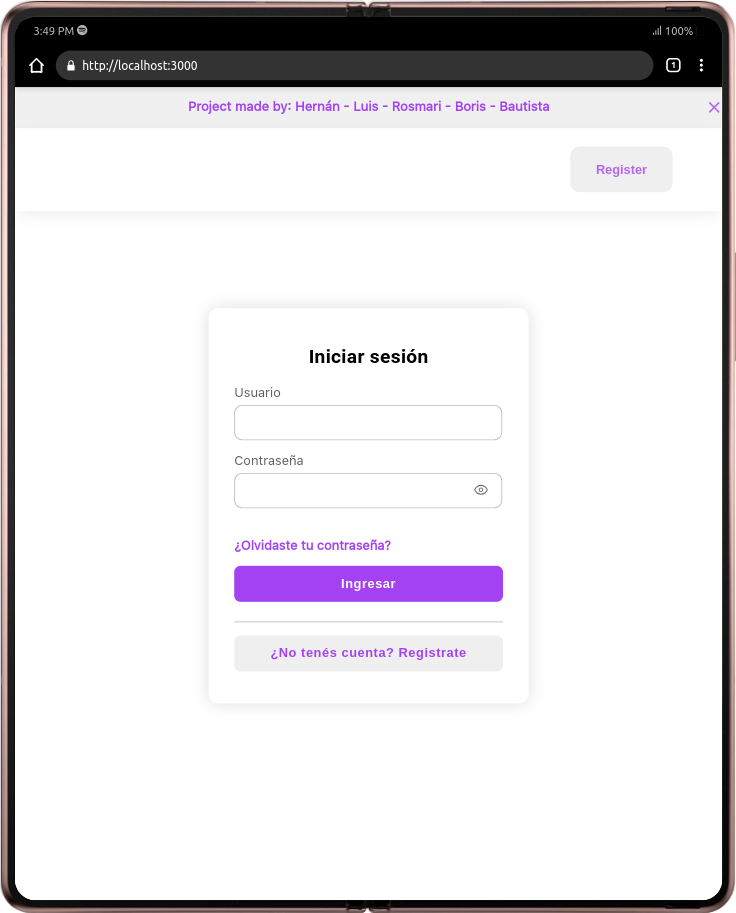 3:49 PM
100%
http://localhost:3000
1
Project made by: Hernán - Luis - Rosmari - Boris - Bautista
Register
Iniciar sesión
Usuario
Contraseña
¿Olvidaste tu contraseña?
Ingresar
¿No tenés cuenta? Registrate